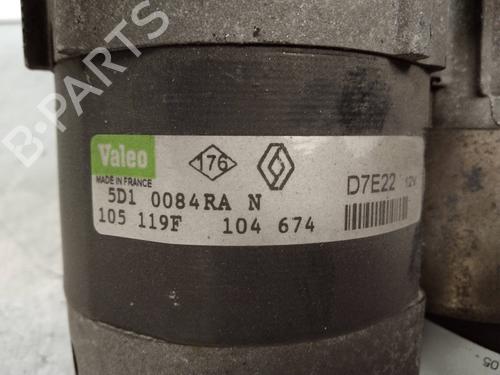 Valeo
MADE IN FRANCE
176
D7E22 12V
5D1 0084RA N
105 119F 104 674
B-PARTS